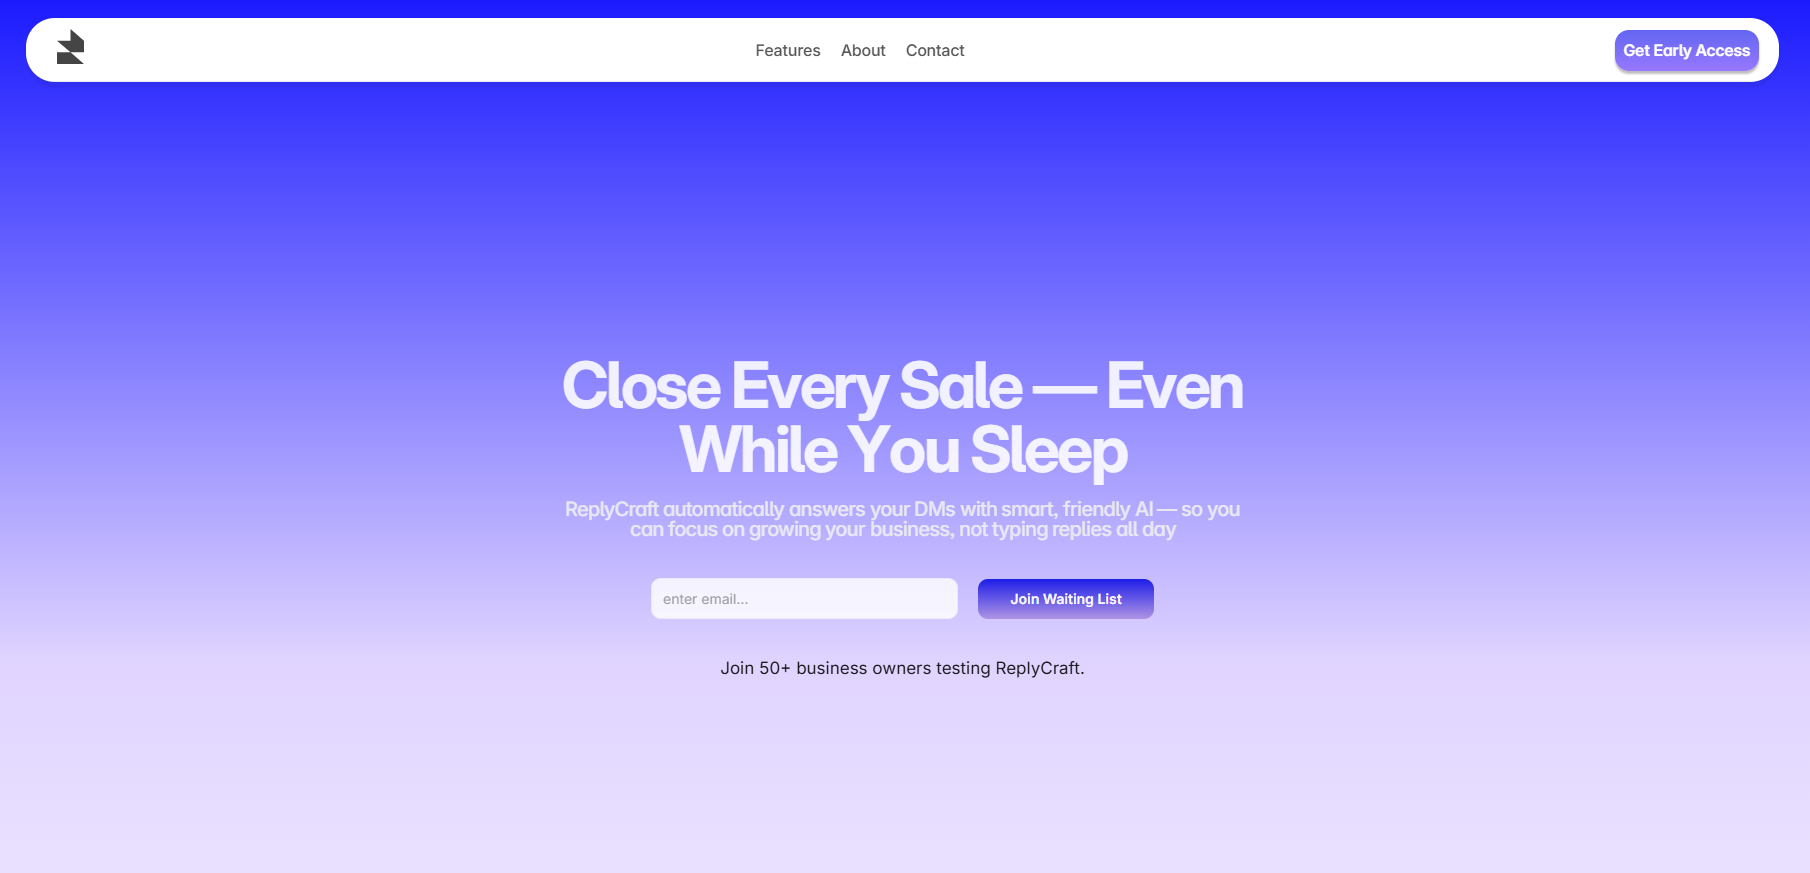 Features
About
Contact
Get Early Access
Close Every Sale — Even
While You Sleep
ReplyCraft automatically answers your DMs with smart, friendly AI — so you
can focus on growing your business, not typing replies all day
enter email...
Join Waiting List
Join 50+ business owners testing ReplyCraft.